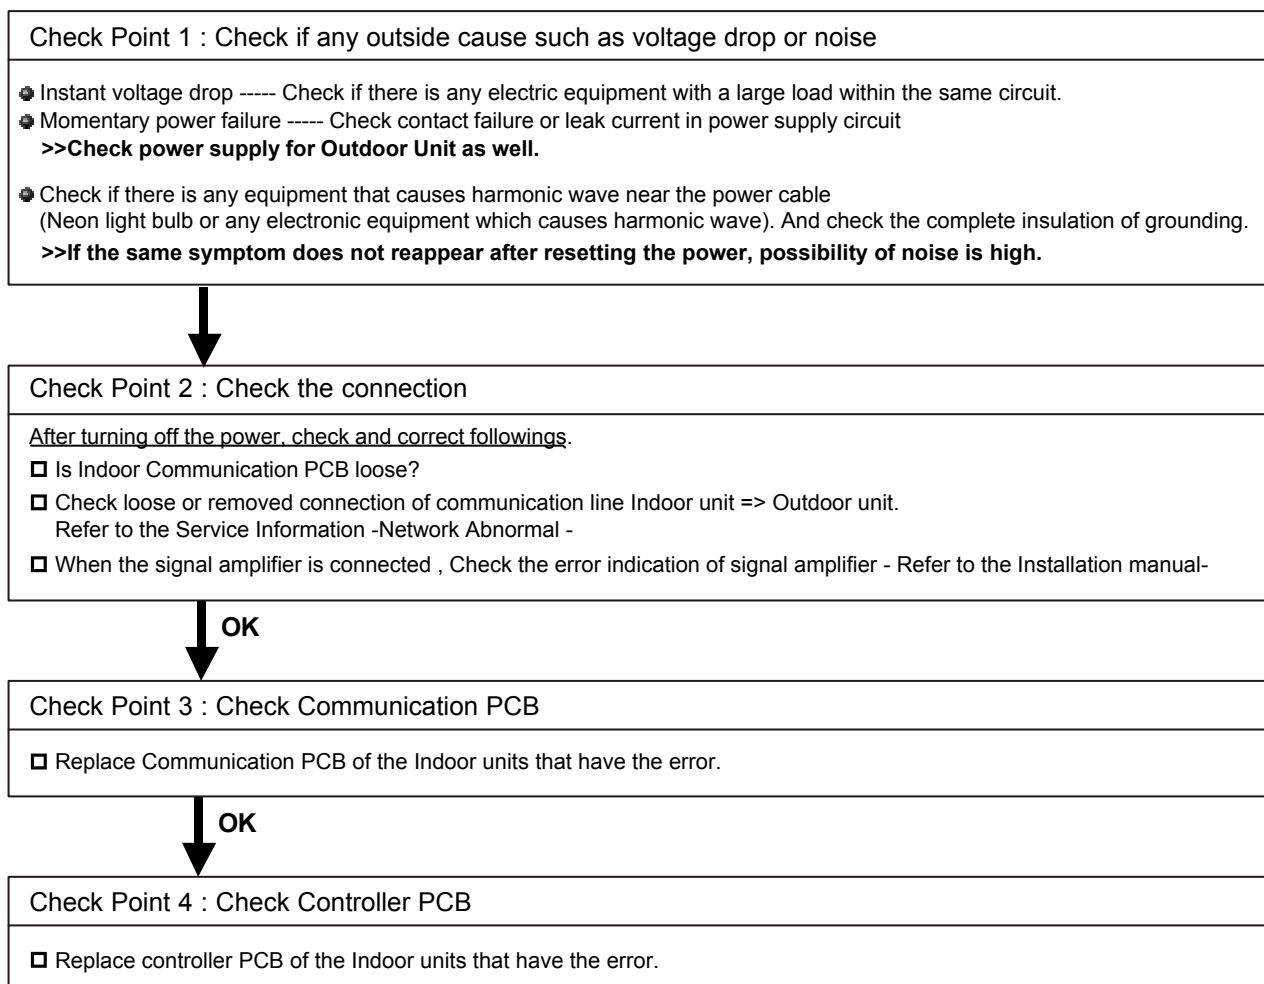 Check Point 1 : Check if any outside cause such as voltage drop or noise
Instant voltage drop ----- Check if there is any electric equipment with a large load within the same circuit.
Momentary power failure ----- Check contact failure or leak current in power supply circuit
>>Check power supply for Outdoor Unit as well.
Check if there is any equipment that causes harmonic wave near the power cable
(Neon light bulb or any electronic equipment which causes harmonic wave). And check the complete insulation of grounding.
>>If the same symptom does not reappear after resetting the power, possibility of noise is high.
Check Point 2 : Check the connection
After turning off the power, check and correct followings.
Is Indoor Communication PCB loose?
Check loose or removed connection of communication line Indoor unit => Outdoor unit.
Refer to the Service Information -Network Abnormal -
When the signal amplifier is connected , Check the error indication of signal amplifier - Refer to the Installation manual-
OK
Check Point 3 : Check Communication PCB
Replace Communication PCB of the Indoor units that have the error.
OK
Check Point 4 : Check Controller PCB
Replace controller PCB of the Indoor units that have the error.